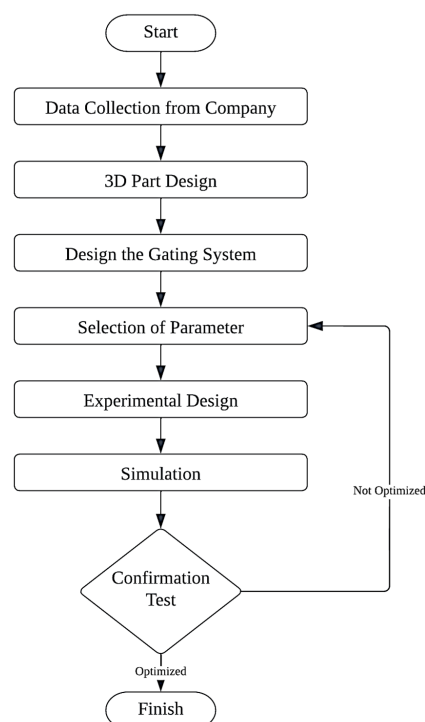 Start
Data Collection from Company
3D Part Design
Design the Gating System
Selection of Parameter
Experimental Design
Simulation
Not Optimized
Confirmation
Test
Optimized
Finish